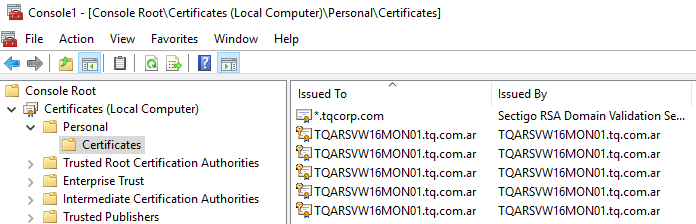 Console1 - [Console Root\Certificates (Local Computer)\Personal\Certificates]
File Action View Favorites Window Help
Console Root
Certificates (Local Computer)
Personal
Certificates
Trusted Root Certification Authorities
Enterprise Trust
Intermediate Certification Authorities
Trusted Publishers
Issued To Issued By
*.tqcorp.com Sectigo RSA Domain Validation Se...
TQARSVW16MON01.tq.com.ar TQARSVW16MON01.tq.com.ar
TQARSVW16MON01.tq.com.ar TQARSVW16MON01.tq.com.ar
TQARSVW16MON01.tq.com.ar TQARSVW16MON01.tq.com.ar
TQARSVW16MON01.tq.com.ar TQARSVW16MON01.tq.com.ar
TQARSVW16MON01.tq.com.ar TQARSVW16MON01.tq.com.ar